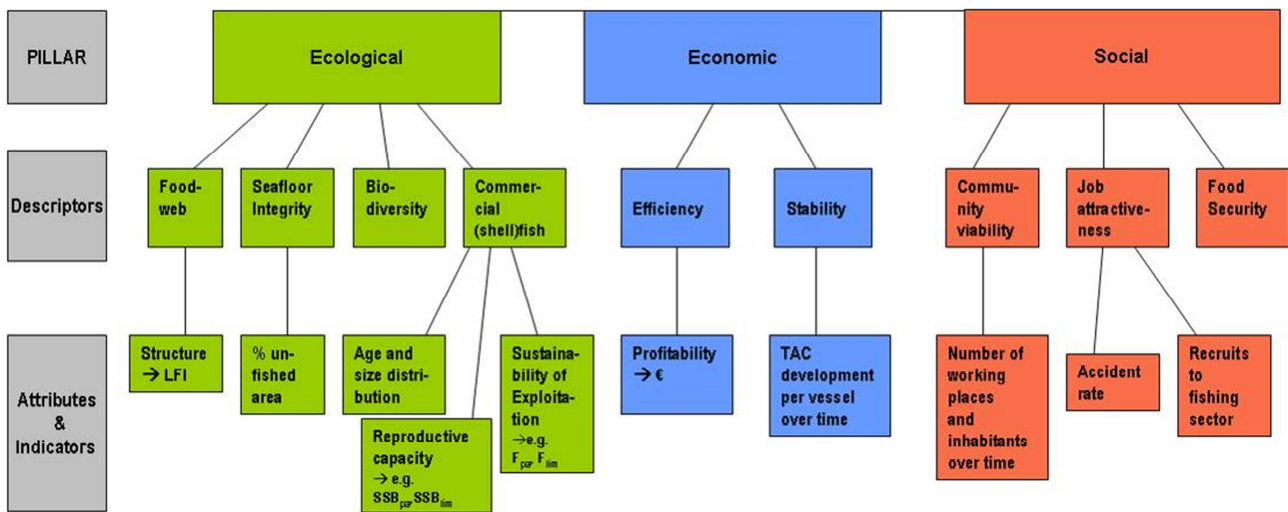 PILLAR
Ecological
Economic
Social
Descriptors
Food-
web
Seafloor
Integrity
Bio-
diversity
Commer-
cial
(shell)fish
Efficiency
Stability
Commu-
nity
viability
Job
attractive-
ness
Food
Security
Attributes
&
Indicators
Structure
→ LFI
% un-
fished
area
Age and
size distri-
bution
Reproductive
capacity
→ e.g.
SSBpar SSBlim
Sustaina-
bility of
Exploita-
tion
→e.g.
Fpar Flim
Profitability
→ €
TAC
development
per vessel
over time
Number of
working
places
and
inhabitants
over time
Accident
rate
Recruits
to
fishing
sector